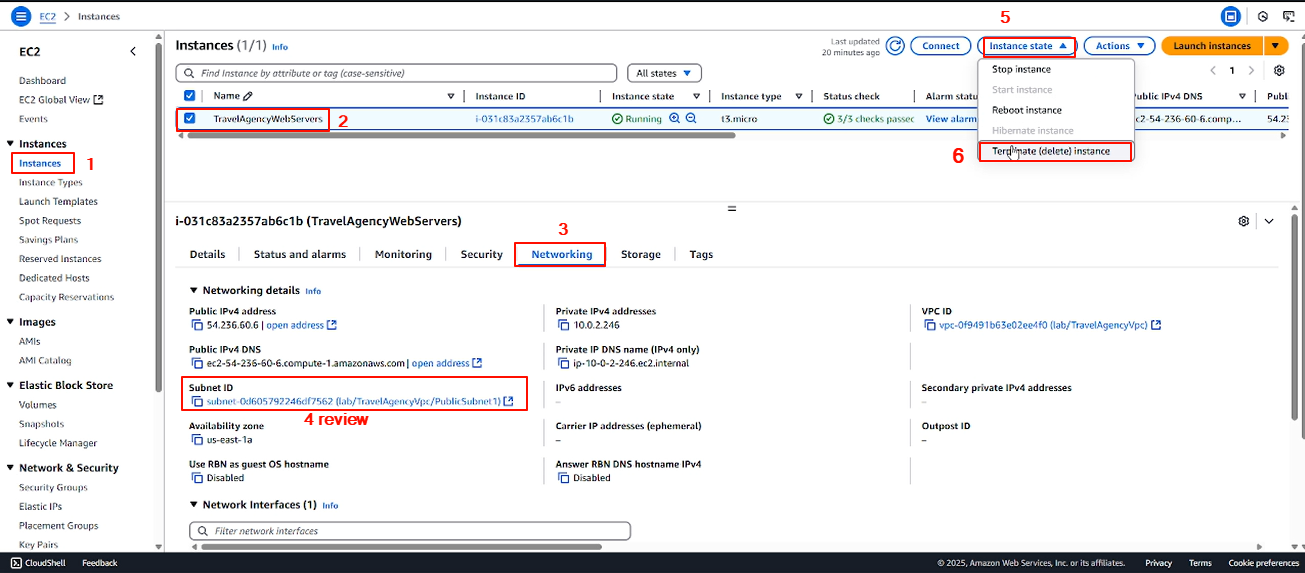 EC2 > Instances
5
EC2
Dashboard
EC2 Global View
Events
Instances
Instances
1
Instance Types
Launch Templates
Spot Requests
Savings Plans
Reserved Instances
Dedicated Hosts
Capacity Reservations
Images
AMIs
AMI Catalog
Elastic Block Store
Volumes
Snapshots
Lifecycle Manager
Network & Security
Security Groups
Elastic IPs
Placement Groups
Key Pairs
Instances (1/1) Info
Last updated
20 minutes ago
Connect
Instance state
Actions
Launch instances
Find Instance by attribute or tag (case-sensitive)
All states
1
Stop instance
Start instance
Reboot instance
Hibernate instance
6
Terminate (delete) instance
Name
Instance ID
Instance state
Instance type
Status check
Alarm statu
Public IPv4 DNS
Publ
TravelAgencyWebServers
2
i-031c83a2357ab6c1b
Running
t3.micro
3/3 checks passec
View alarm
ec2-54-236-60-6.comp...
54.23
i-031c83a2357ab6c1b (TravelAgencyWebServers)
3
Details
Status and alarms
Monitoring
Security
Networking
Storage
Tags
Networking details Info
Public IPv4 address
54.236.60.6 | open address
Private IPv4 addresses
10.0.2.246
VPC ID
vpc-0f9491b63e02ee4f0 (lab/TravelAgencyVpc)
Public IPv4 DNS
ec2-54-236-60-6.compute-1.amazonaws.com | open address
Private IP DNS name (IPv4 only)
ip-10-0-2-246.ec2.internal
Subnet ID
subnet-0d605792246df7562 (lab/TravelAgencyVpc/PublicSubnet1)
4 review
IPv6 addresses
–
Secondary private IPv4 addresses
–
Availability zone
us-east-1a
Carrier IP addresses (ephemeral)
–
Outpost ID
–
Use RBN as guest OS hostname
Disabled
Answer RBN DNS hostname IPv4
Disabled
Network Interfaces (1) Info
Filter network interfaces
CloudShell
Feedback
© 2025, Amazon Web Services, Inc. or its affiliates.
Privacy
Terms
Cookie preferences